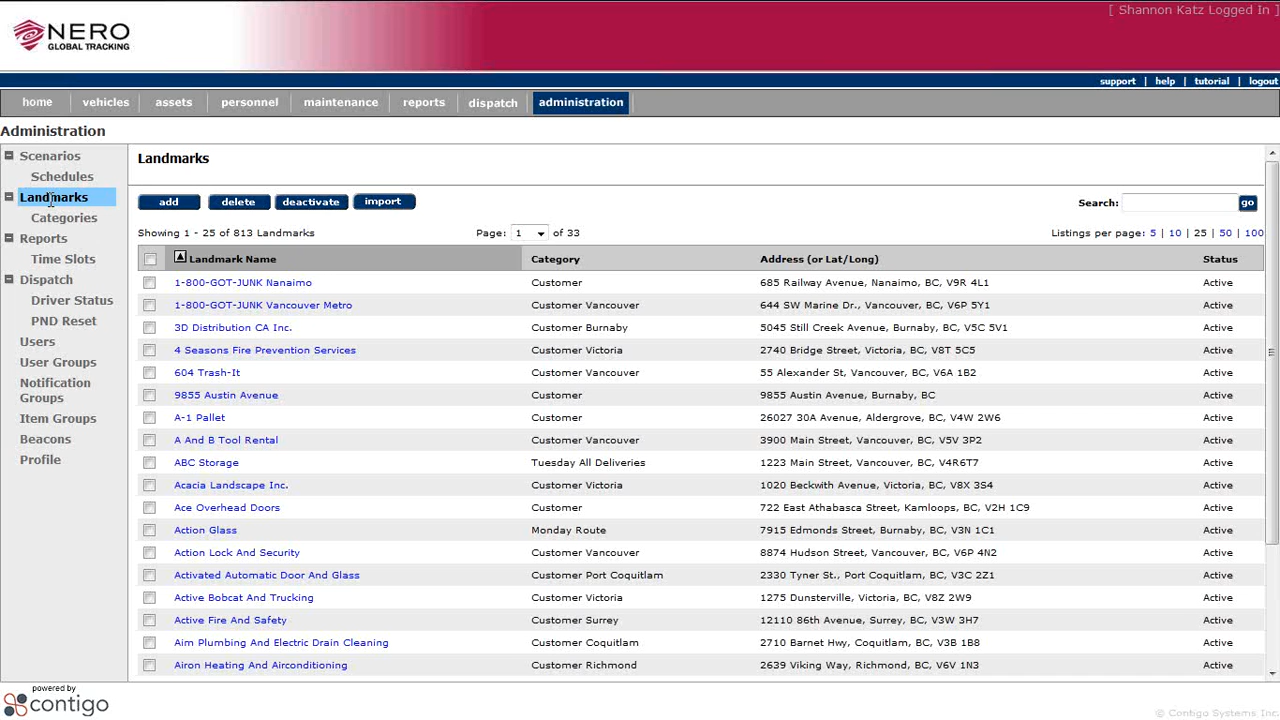 [ Shannon Katz Logged In ]
NERO
GLOBAL TRACKING
support | help | tutorial | logout
home vehicles assets personnel maintenance reports dispatch administration
Administration
Scenarios
Schedules
Landmarks
Categories
Reports
Time Slots
Dispatch
Driver Status
PND Reset
Users
User Groups
Notification
Groups
Item Groups
Beacons
Profile
Landmarks
add delete deactivate import
Search: go
Showing 1 - 25 of 813 Landmarks Page: 1 of 33 Listings per page: 5 | 10 | 25 | 50 | 100
Landmark Name Category Address (or Lat/Long) Status
1-800-GOT-JUNK Nanaimo Customer 685 Railway Avenue, Nanaimo, BC, V9R 4L1 Active
1-800-GOT-JUNK Vancouver Metro Customer Vancouver 644 SW Marine Dr., Vancouver, BC, V6P 5Y1 Active
3D Distribution CA Inc. Customer Burnaby 5045 Still Creek Avenue, Burnaby, BC, V5C 5V1 Active
4 Seasons Fire Prevention Services Customer Victoria 2740 Bridge Street, Victoria, BC, V8T 5C5 Active
604 Trash-It Customer Vancouver 55 Alexander St, Vancouver, BC, V6A 1B2 Active
9855 Austin Avenue Customer 9855 Austin Avenue, Burnaby, BC Active
A-1 Pallet Customer 26027 30A Avenue, Aldergrove, BC, V4W 2W6 Active
A And B Tool Rental Customer Vancouver 3900 Main Street, Vancouver, BC, V5V 3P2 Active
ABC Storage Tuesday All Deliveries 1223 Main Street, Vancouver, BC, V4R6T7 Active
Acacia Landscape Inc. Customer Victoria 1020 Beckwith Avenue, Victoria, BC, V8X 3S4 Active
Ace Overhead Doors Customer 722 East Athabasca Street, Kamloops, BC, V2H 1C9 Active
Action Glass Monday Route 7915 Edmonds Street, Burnaby, BC, V3N 1C1 Active
Action Lock And Security Customer Vancouver 8874 Hudson Street, Vancouver, BC, V6P 4N2 Active
Activated Automatic Door And Glass Customer Port Coquitlam 2330 Tyner St., Port Coquitlam, BC, V3C 2Z1 Active
Active Bobcat And Trucking Customer Victoria 1275 Dunsterville, Victoria, BC, V8Z 2W9 Active
Active Fire And Safety Customer Surrey 12110 86th Avenue, Surrey, BC, V3W 3H7 Active
Aim Plumbing And Electric Drain Cleaning Customer Coquitlam 2710 Barnet Hwy, Coquitlam, BC, V3B 1B8 Active
Airon Heating And Airconditioning Customer Richmond 2639 Viking Way, Richmond, BC, V6V 1N3 Active
powered by
contigo
© Contigo Systems Inc.